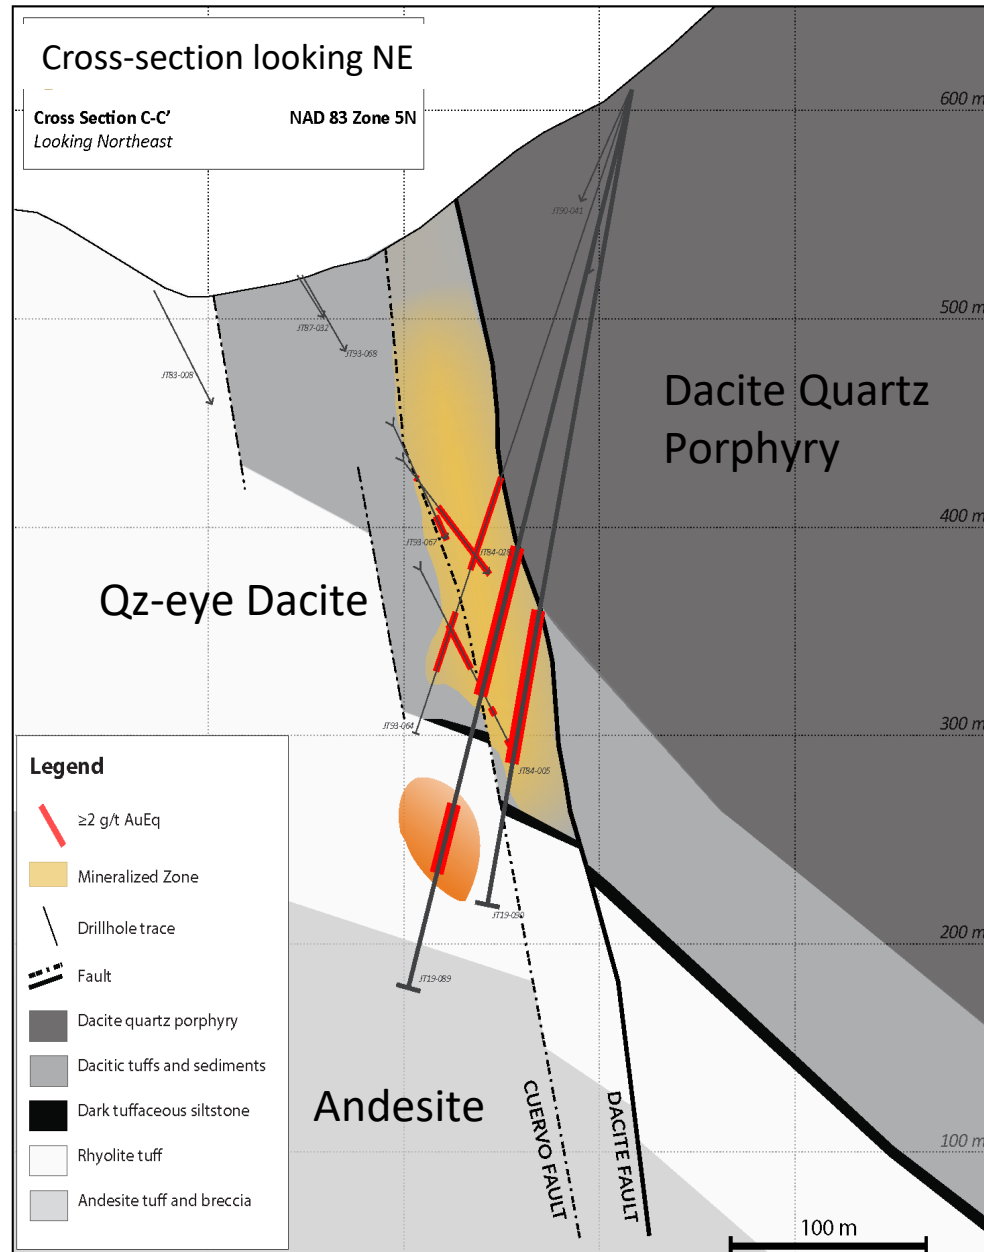 Cross-section looking NE
Cross Section C-C' NAD 83 Zone 5N
Looking Northeast
600 m
JT90-041
500 m
JT87-032
JT93-068
JT83-008
Dacite Quartz
Porphyry
400 m
JT93-067
JT84-028
Qz-eye Dacite
JT93-064
300 m
JT84-005
Legend
≥2 g/t AuEq
Mineralized Zone
Drillhole trace
Fault
Dacite quartz porphyry
Dacitic tuffs and sediments
Dark tuffaceous siltstone
Rhyolite tuff
Andesite tuff and breccia
JT19-090
200 m
JT19-089
Andesite
CUERVO FAULT
DACITE FAULT
100 m
100 m